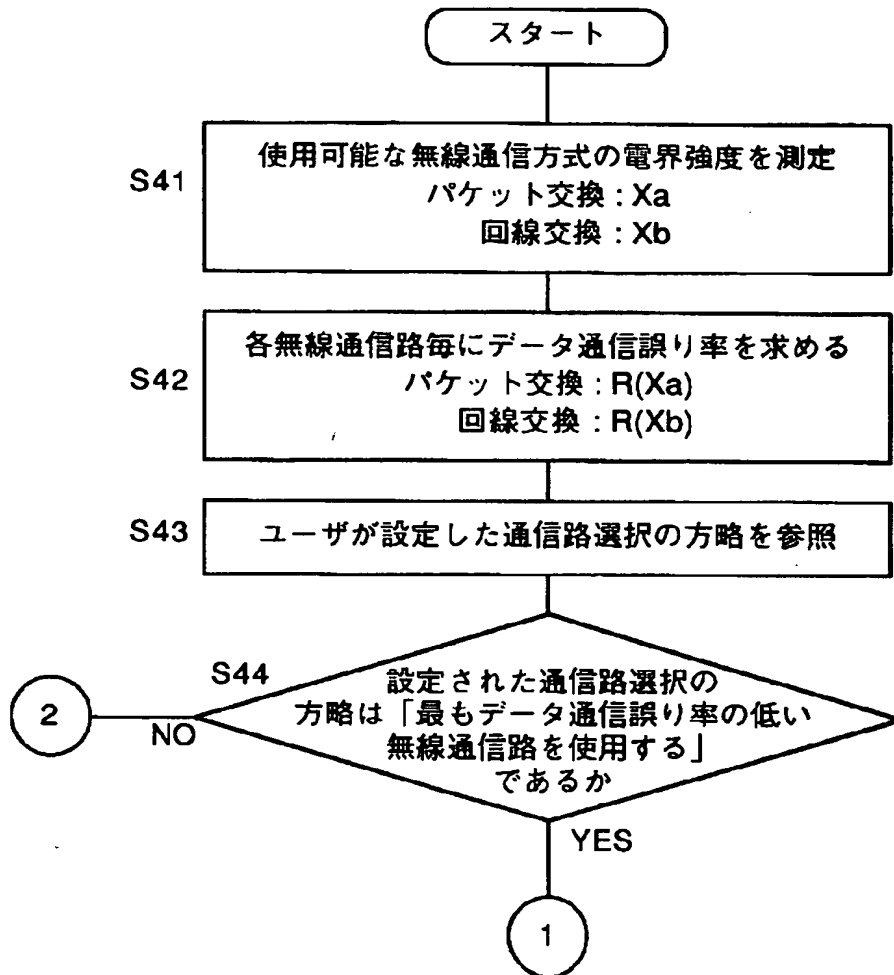 スタート
S41
使用可能な無線通信方式の電界強度を測定
パケット交換：Xa
回線交換：Xb
S42
各無線通信路毎にデータ通信誤り率を求める
パケット交換：R(Xa)
回線交換：R(Xb)
S43
ユーザが設定した通信路選択の方略を参照
S44
設定された通信路選択の
方略は「最もデータ通信誤り率の低い
無線通信路を使用する」
であるか
2
NO
YES
1